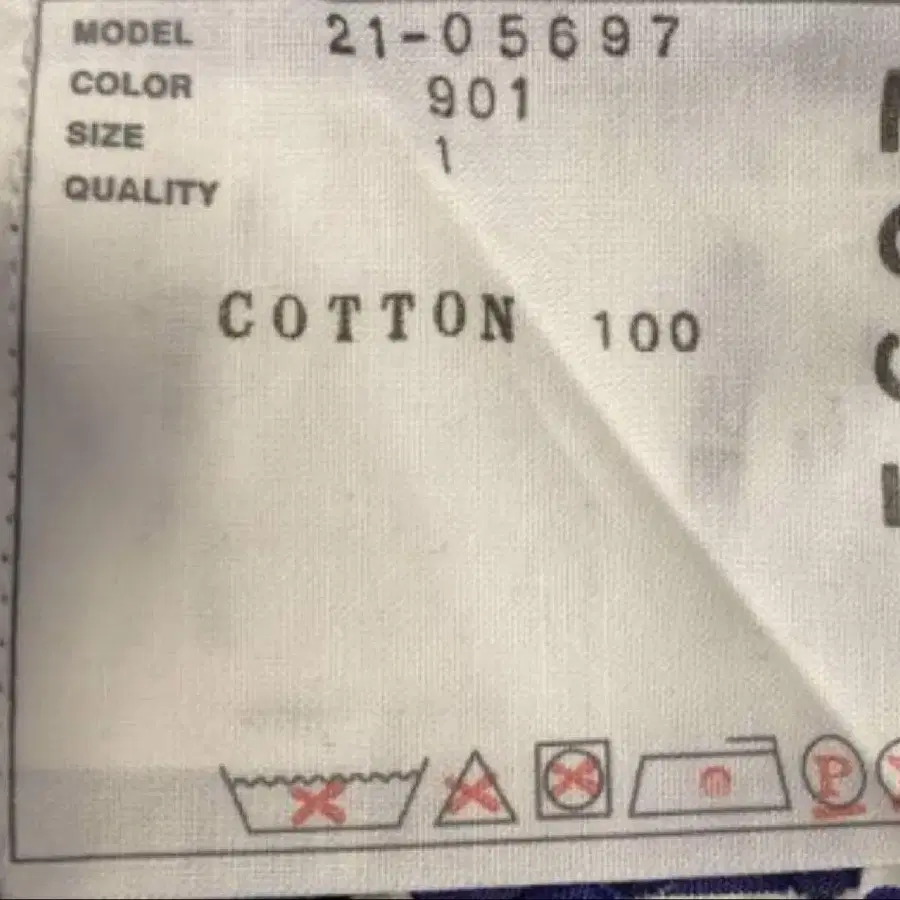 MODEL 21-05697
COLOR 901
SIZE 1
QUALITY
COTTON 100
P